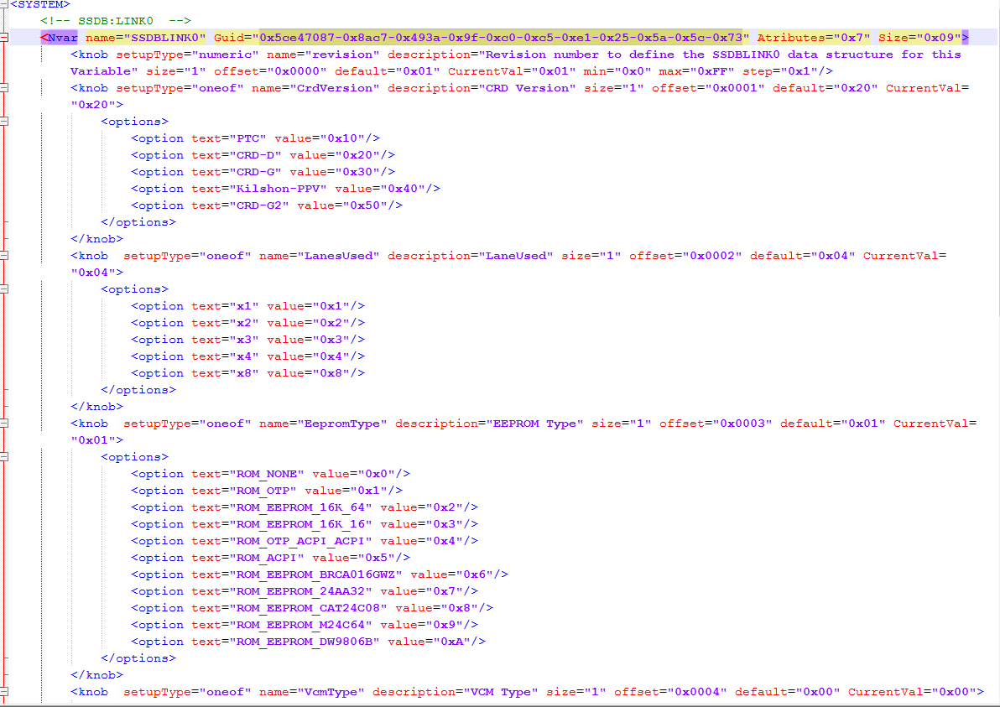 <SYSTEM>
<!-- SSDB:LINK0  -->
<Nvar name="SSDBLINK0" Guid="0x5ce47087-0x8ac7-0x493a-0x9f-0xc0-0xc5-0xe1-0x25-0x5a-0x5c-0x73" Atributes="0x7" Size="0x09">
<knob setupType="numeric" name="revision" description="Revision number to define the SSDBLINK0 data structure for this
Variable" size="1" offset="0x0000" default="0x01" CurrentVal="0x01" min="0x0" max="0xFF" step="0x1"/>
<knob setupType="oneof" name="CrdVersion" description="CRD Version" size="1" offset="0x0001" default="0x20" CurrentVal=
"0x20">
<options>
<option text="PTC" value="0x10"/>
<option text="CRD-D" value="0x20"/>
<option text="CRD-G" value="0x30"/>
<option text="Kilshon-PPV" value="0x40"/>
<option text="CRD-G2" value="0x50"/>
</options>
</knob>
<knob  setupType="oneof" name="LanesUsed" description="LaneUsed" size="1" offset="0x0002" default="0x04" CurrentVal=
"0x04">
<options>
<option text="x1" value="0x1"/>
<option text="x2" value="0x2"/>
<option text="x3" value="0x3"/>
<option text="x4" value="0x4"/>
<option text="x8" value="0x8"/>
</options>
</knob>
<knob  setupType="oneof" name="EepromType" description="EEPROM Type" size="1" offset="0x0003" default="0x01" CurrentVal=
"0x01">
<options>
<option text="ROM_NONE" value="0x0"/>
<option text="ROM_OTP" value="0x1"/>
<option text="ROM_EEPROM_16K_64" value="0x2"/>
<option text="ROM_EEPROM_16K_16" value="0x3"/>
<option text="ROM_OTP_ACPI_ACPI" value="0x4"/>
<option text="ROM_ACPI" value="0x5"/>
<option text="ROM_EEPROM_BRCA016GWZ" value="0x6"/>
<option text="ROM_EEPROM_24AA32" value="0x7"/>
<option text="ROM_EEPROM_CAT24C08" value="0x8"/>
<option text="ROM_EEPROM_M24C64" value="0x9"/>
<option text="ROM_EEPROM_DW9806B" value="0xA"/>
</options>
</knob>
<knob  setupType="oneof" name="VcmType" description="VCM Type" size="1" offset="0x0004" default="0x00" CurrentVal="0x00">